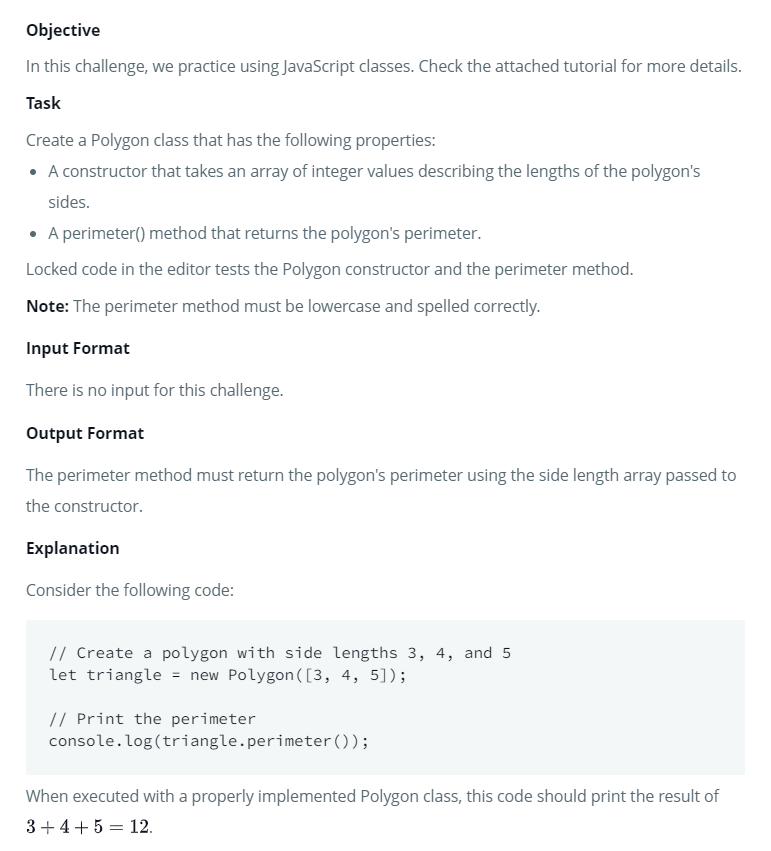 Objective
In this challenge, we practice using JavaScript classes. Check the attached tutorial for more details.
Task
Create a Polygon class that has the following properties:
• A constructor that takes an array of integer values describing the lengths of the polygon's
sides.
• A perimeter() method that returns the polygon's perimeter.
Locked code in the editor tests the Polygon constructor and the perimeter method.
Note: The perimeter method must be lowercase and spelled correctly.
Input Format
There is no input for this challenge.
Output Format
The perimeter method must return the polygon's perimeter using the side length array passed to
the constructor.
Explanation
Consider the following code:
// Create a polygon with side lengths 3, 4, and 5
let triangle = new Polygon([3, 4, 5]);
// Print the perimeter
console.log(triangle.perimeter());
When executed with a properly implemented Polygon class, this code should print the result of
3 + 4 + 5 = 12.